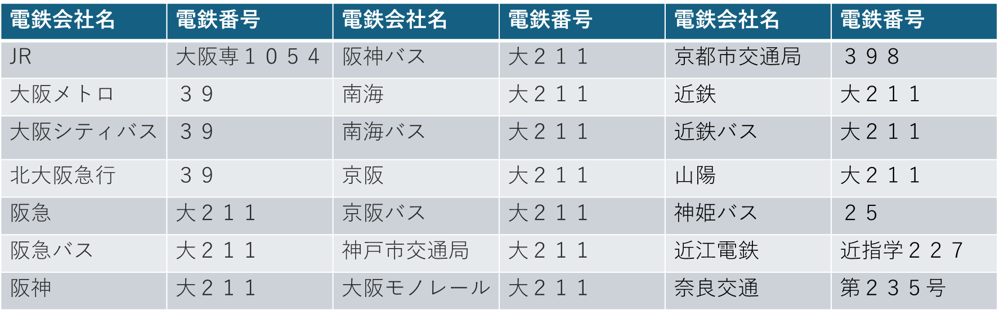 電鉄会社名 電鉄番号 電鉄会社名 電鉄番号 電鉄会社名 電鉄番号
JR 大阪専１０５４ 阪神バス 大２１１ 京都市交通局 ３９８
大阪メトロ ３９ 南海 大２１１ 近鉄 大２１１
大阪シティバス ３９ 南海バス 大２１１ 近鉄バス 大２１１
北大阪急行 ３９ 京阪 大２１１ 山陽 大２１１
阪急 大２１１ 京阪バス 大２１１ 神姫バス ２５
阪急バス 大２１１ 神戸市交通局 大２１１ 近江電鉄 近指学２２７
阪神 大２１１ 大阪モノレール 大２１１ 奈良交通 第２３５号